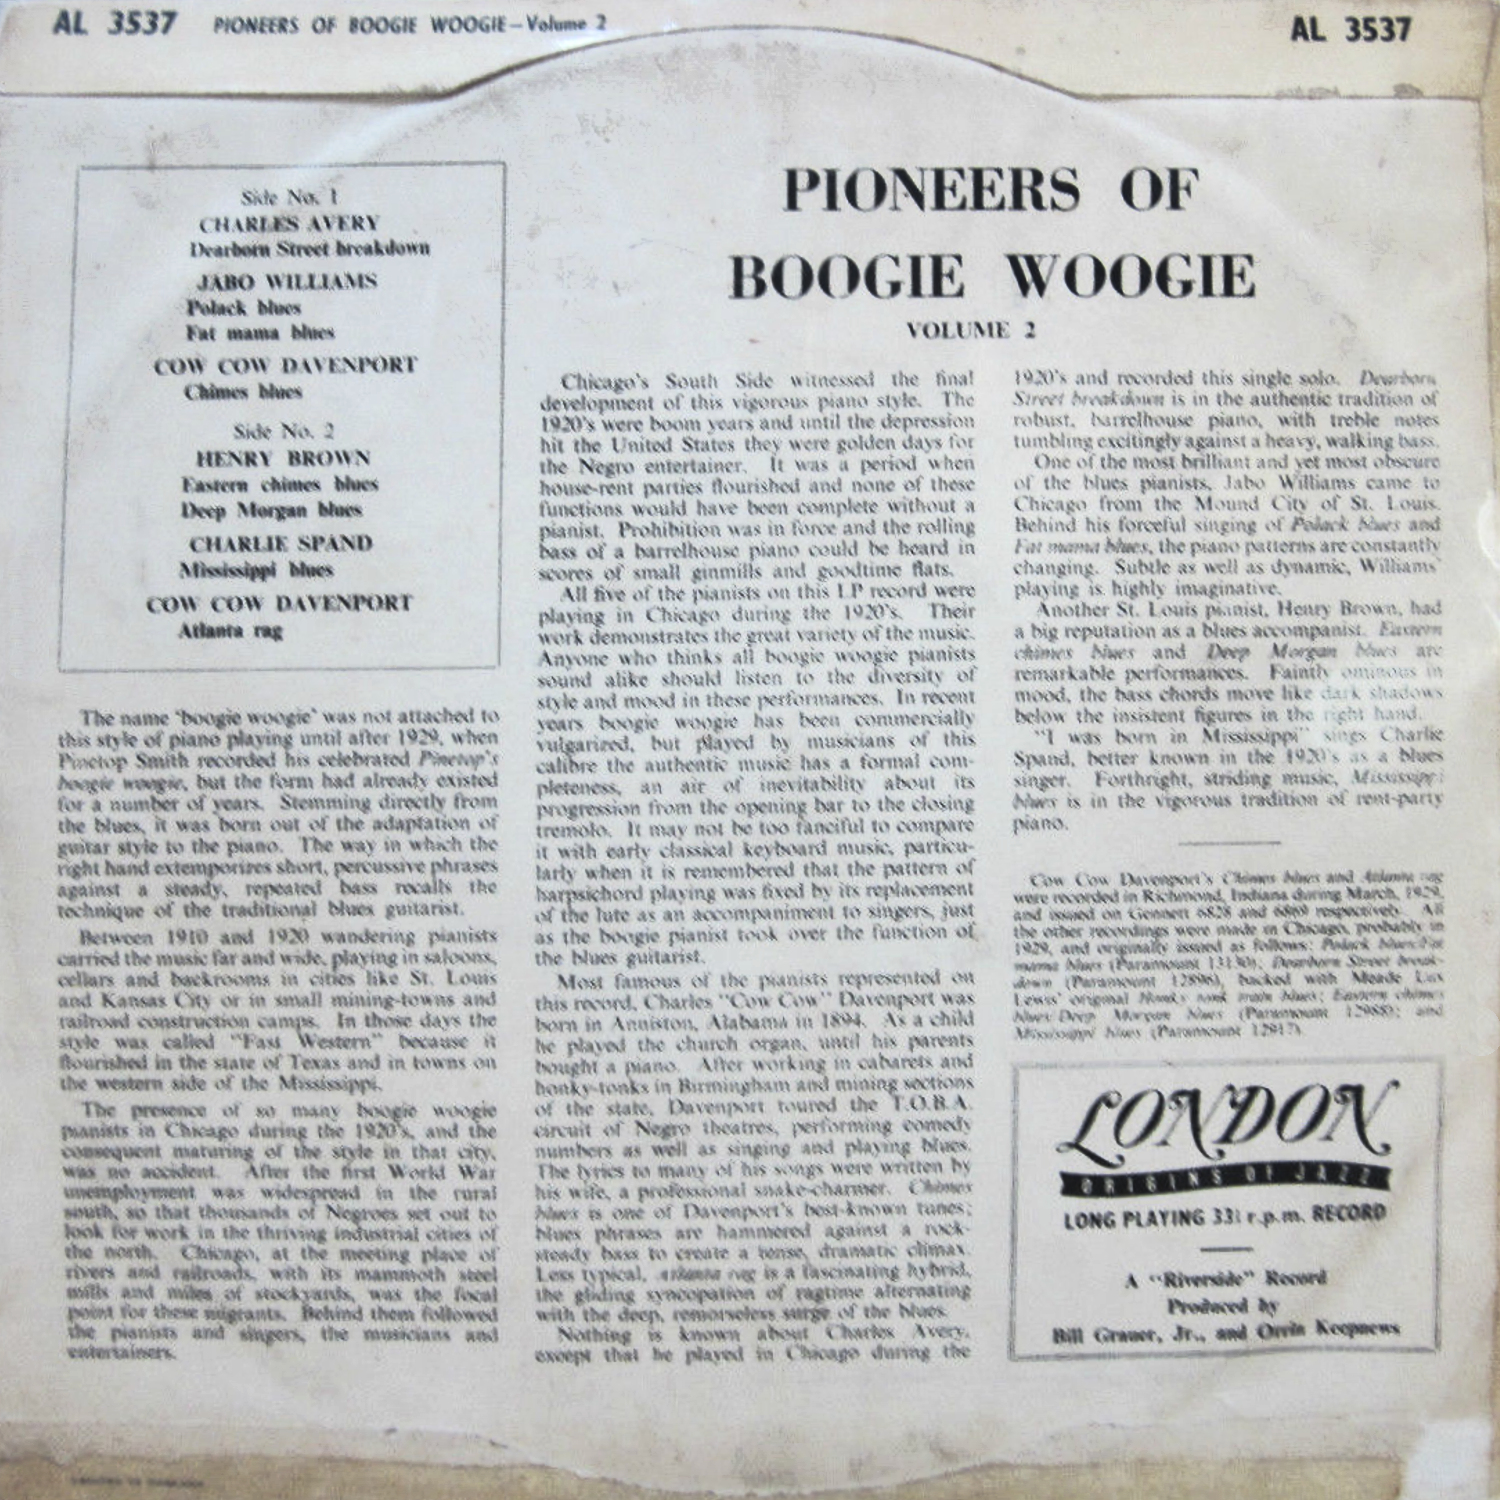 AL 3537 PIONEERS OF BOOGIE WOOGIE—Volume 2
AL 3537
Side No. 1
CHARLES AVERY
Dearborn Street breakdown
JABO WILLIAMS
Polack blues
Fat mama blues
COW COW DAVENPORT
Chimes blues
Side No. 2
HENRY BROWN
Eastern chimes blues
Deep Morgan blues
CHARLIE SPAND
Mississippi blues
COW COW DAVENPORT
Atlanta rag
PIONEERS OF
BOOGIE WOOGIE
VOLUME 2
The name 'boogie woogie' was not attached to
this style of piano playing until after 1929, when
Pinetop Smith recorded his celebrated Pinetop's
boogie woogie, but the form had already existed
for a number of years. Stemming directly from
the blues, it was born out of the adaptation of
guitar style to the piano. The way in which the
right hand extemporizes short, percussive phrases
against a steady, repeated bass recalls the
technique of the traditional blues guitarist.
Between 1910 and 1920 wandering pianists
carried the music far and wide, playing in saloons,
cellars and backrooms in cities like St. Louis
and Kansas City or in small mining-towns and
railroad construction camps. In those days the
style was called "Fast Western" because it
flourished in the state of Texas and in towns on
the western side of the Mississippi.
The presence of so many boogie woogie
pianists in Chicago during the 1920's, and the
consequent maturing of the style in that city,
was no accident. After the first World War
unemployment was widespread in the rural
south, so that thousands of Negroes set out to
look for work in the thriving industrial cities of
the north. Chicago, at the meeting place of
rivers and railroads, with its mammoth steel
mills and miles of stockyards, was the focal
point for these migrants. Behind them followed
the pianists and singers, the musicians and
entertainers.
Chicago's South Side witnessed the final
development of this vigorous piano style. The
1920's were boom years and until the depression
hit the United States they were golden days for
the Negro entertainer. It was a period when
house-rent parties flourished and none of these
functions would have been complete without a
pianist. Prohibition was in force and the rolling
bass of a barrelhouse piano could be heard in
scores of small ginmills and goodtime flats.
All five of the pianists on this LP record were
playing in Chicago during the 1920's. Their
work demonstrates the great variety of the music.
Anyone who thinks all boogie woogie pianists
sound alike should listen to the diversity of
style and mood in these performances. In recent
years boogie woogie has been commercially
vulgarized, but played by musicians of this
calibre the authentic music has a formal com-
pleteness, an air of inevitability about its
progression from the opening bar to the closing
tremolo. It may not be too fanciful to compare
it with early classical keyboard music, particu-
larly when it is remembered that the pattern of
harpsichord playing was fixed by its replacement
of the lute as an accompaniment to singers, just
as the boogie pianist took over the function of
the blues guitarist.
Most famous of the pianists represented on
this record, Charles "Cow Cow" Davenport was
born in Anniston, Alabama in 1894. As a child
he played the church organ, until his parents
bought a piano. After working in cabarets and
honky-tonks in Birmingham and mining sections
of the state, Davenport toured the T.O.B.A.
circuit of Negro theatres, performing comedy
numbers as well as singing and playing blues.
The lyrics to many of his songs were written by
his wife, a professional snake-charmer. Chimes
blues is one of Davenport's best-known tunes;
blues phrases are hammered against a rock-
steady bass to create a tense, dramatic climax.
Less typical, Atlanta rag is a fascinating hybrid,
the gliding syncopation of ragtime alternating
with the deep, remorseless surge of the blues.
Nothing is known about Charles Avery,
except that he played in Chicago during the
1920's and recorded this single solo. Dearborn
Street breakdown is in the authentic tradition of
robust, barrelhouse piano, with treble notes
tumbling excitingly against a heavy, walking bass.
One of the most brilliant and yet most obscure
of the blues pianists, Jabo Williams came to
Chicago from the Mound City of St. Louis.
Behind his forceful singing of Polack blues and
Fat mama blues, the piano patterns are constantly
changing. Subtle as well as dynamic, Williams'
playing is highly imaginative.
Another St. Louis pianist, Henry Brown, had
a big reputation as a blues accompanist. Eastern
chimes blues and Deep Morgan blues are
remarkable performances. Faintly ominous in
mood, the bass chords move like dark shadows
below the insistent figures in the right hand.
"I was born in Mississippi" sings Charlie
Spand, better known in the 1920's as a blues
singer. Forthright, striding music, Mississippi
blues is in the vigorous tradition of rent-party
piano.
Cow Cow Davenport's Chimes blues and Atlanta rag
were recorded in Richmond, Indiana during March, 1929,
and issued on Gennett 6828 and 6869 respectively. All
the other recordings were made in Chicago, probably in
1929, and originally issued as follows: Polack blues/Fat
mama blues (Paramount 13130); Dearborn Street break-
down (Paramount 12896), backed with Meade Lux
Lewis' original Honky tonk train blues; Eastern chimes
blues/Deep Morgan blues (Paramount 12988); and
Mississippi blues (Paramount 12917).
LONDON
ORIGINS OF JAZZ
LONG PLAYING 33⅓ r.p.m. RECORD
A "Riverside" Record
Produced by
Bill Grauer, Jr., and Orrin Keepnews